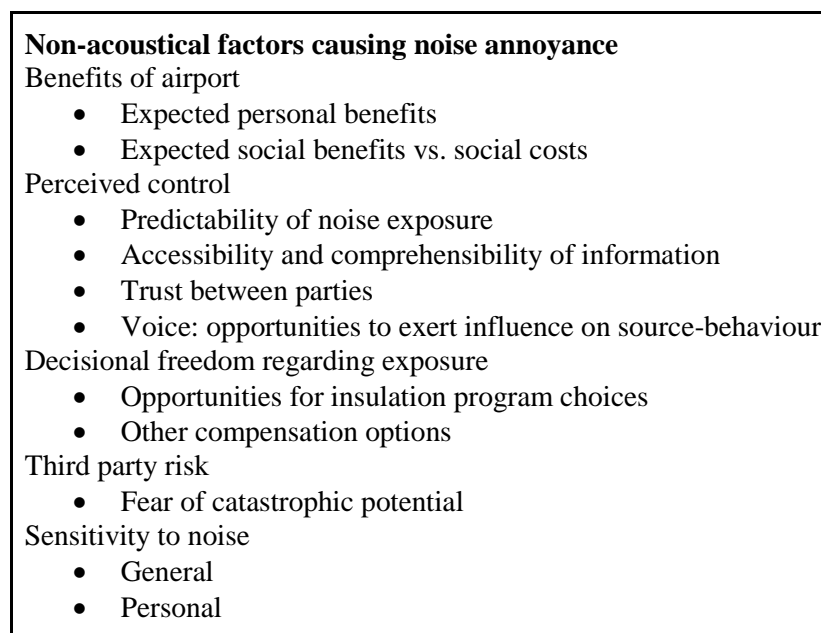 Non-acoustical factors causing noise annoyance
Benefits of airport
• Expected personal benefits
• Expected social benefits vs. social costs
Perceived control
• Predictability of noise exposure
• Accessibility and comprehensibility of information
• Trust between parties
• Voice: opportunities to exert influence on source-behaviour
Decisional freedom regarding exposure
• Opportunities for insulation program choices
• Other compensation options
Third party risk
• Fear of catastrophic potential
Sensitivity to noise
• General
• Personal